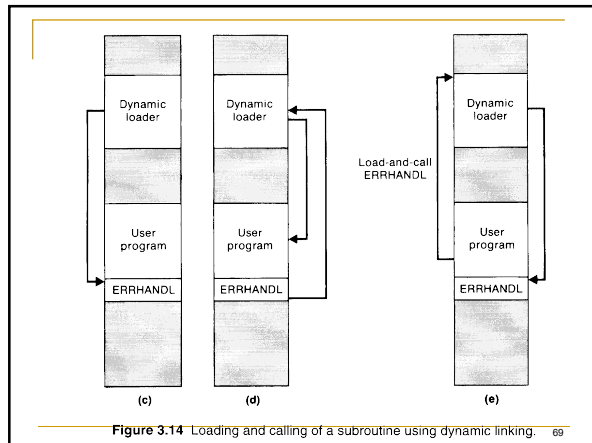 Dynamic
loader
User
program
ERRHANDL
(c)
Dynamic
loader
User
program
ERRHANDL
(d)
Load-and-call
ERRHANDL
Dynamic
loader
User
program
ERRHANDL
(e)
Figure 3.14 Loading and calling of a subroutine using dynamic linking.
69